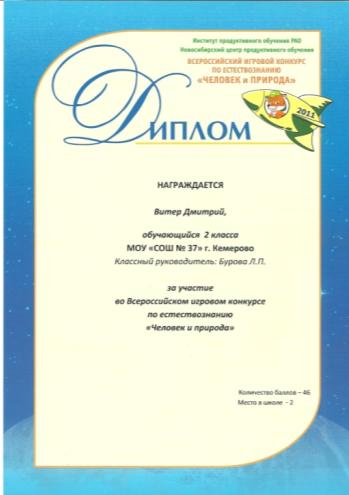 Институт продуктивного обучения РАО
Новосибирский центр продуктивного обучения
ВСЕРОССИЙСКИЙ ИГРОВОЙ КОНКУРС
ПО ЕСТЕСТВОЗНАНИЮ
«ЧЕЛОВЕК и ПРИРОДА»
2011
ДИПЛОМ
НАГРАЖДАЕТСЯ
Витер Дмитрий,
обучающийся 2 класса
МОУ «СОШ № 37» г. Кемерово
Классный руководитель: Бурова Л.П.
за участие
во Всероссийском игровом конкурсе
по естествознанию
«Человек и природа»
Количество баллов – 46
Место в школе - 2